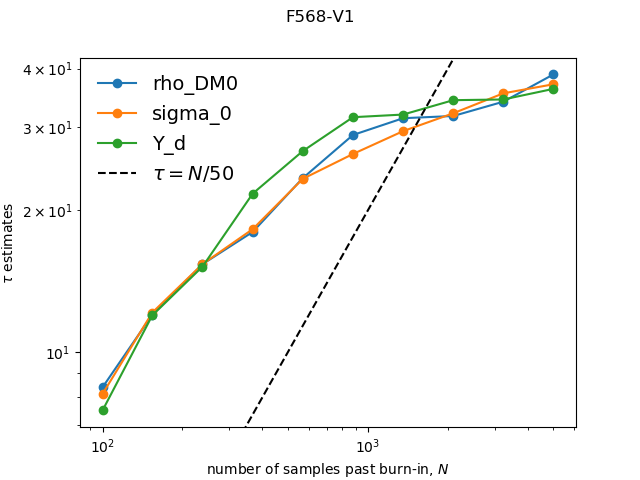 F568-V1
rho_DM0
sigma_0
Y_d
τ = N/50
4 × 10¹
3 × 10¹
2 × 10¹
10¹
τ estimates
10² 10³
number of samples past burn-in, N